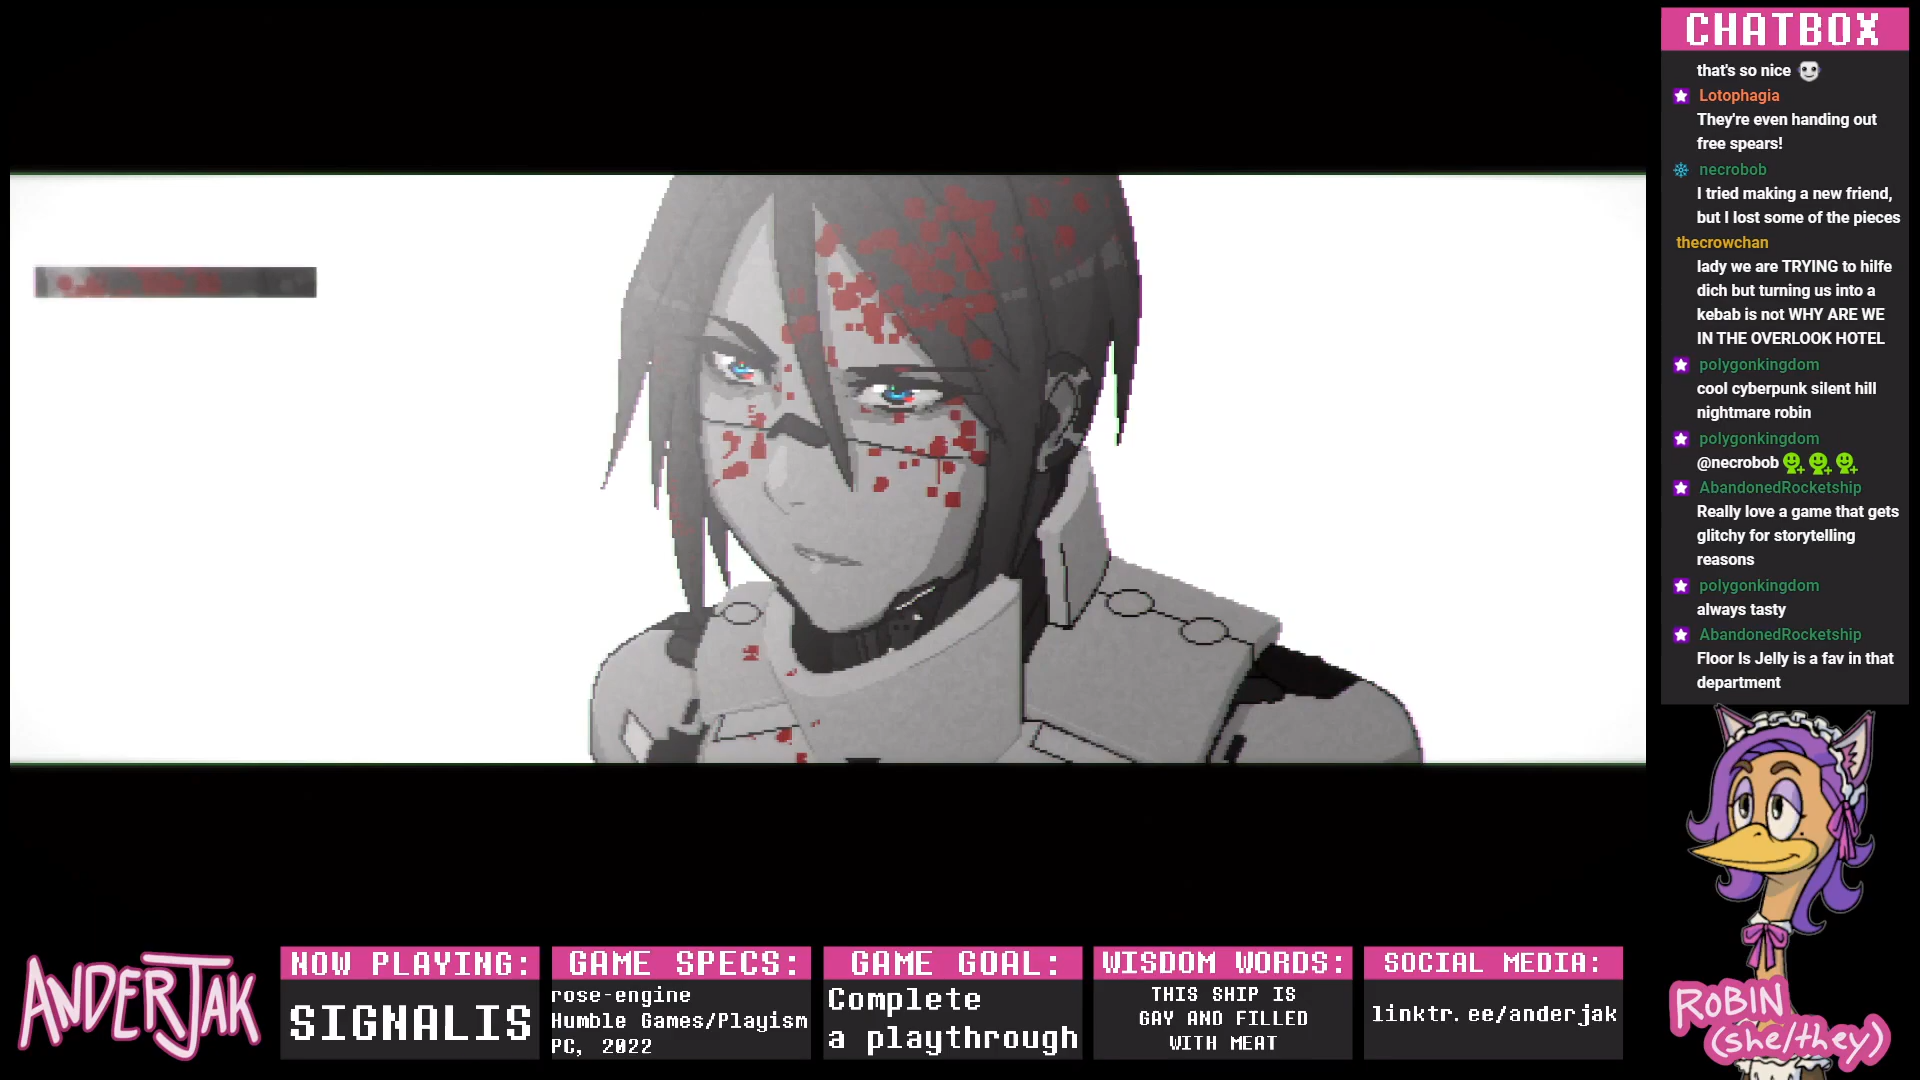 CHATBOX
that's so nice
Lotophagia
They're even handing out
free spears!
necrobob
I tried making a new friend,
but I lost some of the pieces
thecrowchan
lady we are TRYING to hilfe
dich but turning us into a
kebab is not WHY ARE WE
IN THE OVERLOOK HOTEL
polygonkingdom
cool cyberpunk silent hill
nightmare robin
polygonkingdom
@necrobob
AbandonedRocketship
Really love a game that gets
glitchy for storytelling
reasons
polygonkingdom
always tasty
AbandonedRocketship
Floor Is Jelly is a fav in that
department
ANDERJAK
NOW PLAYING:
SIGNALIS
GAME SPECS:
rose-engine
Humble Games/Playism
PC, 2022
GAME GOAL:
Complete
a playthrough
WISDOM WORDS:
THIS SHIP IS
GAY AND FILLED
WITH MEAT
SOCIAL MEDIA:
linktr.ee/anderjak
ROBIN
(she/they)